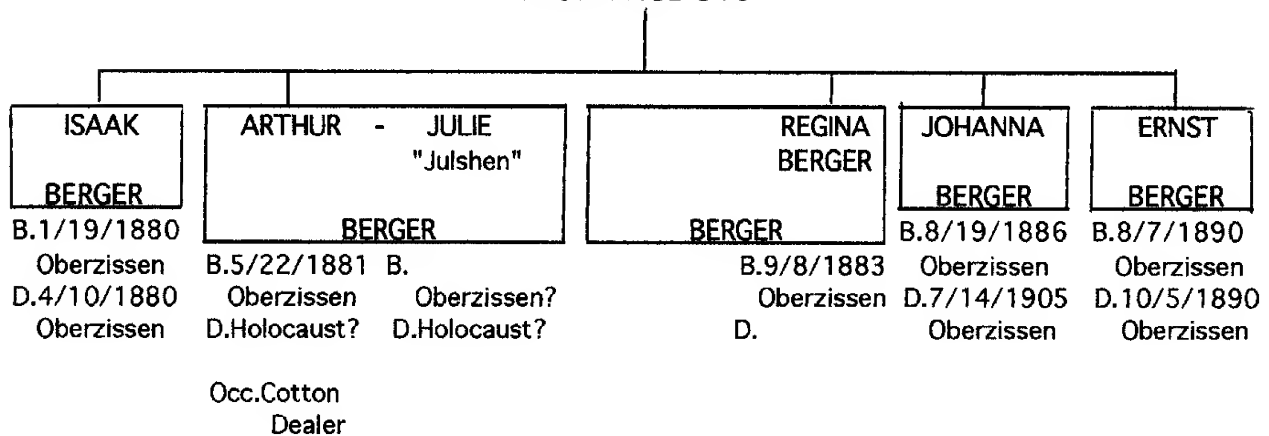 ISAAK
BERGER
B.1/19/1880
Oberzissen
D.4/10/1880
Oberzissen
ARTHUR - JULIE
"Julshen"
BERGER
B.5/22/1881 B.
Oberzissen Oberzissen?
D.Holocaust? D.Holocaust?
Occ.Cotton
Dealer
REGINA
BERGER
BERGER
B.9/8/1883
Oberzissen
D.
JOHANNA
BERGER
B.8/19/1886
Oberzissen
D.7/14/1905
Oberzissen
ERNST
BERGER
B.8/7/1890
Oberzissen
D.10/5/1890
Oberzissen